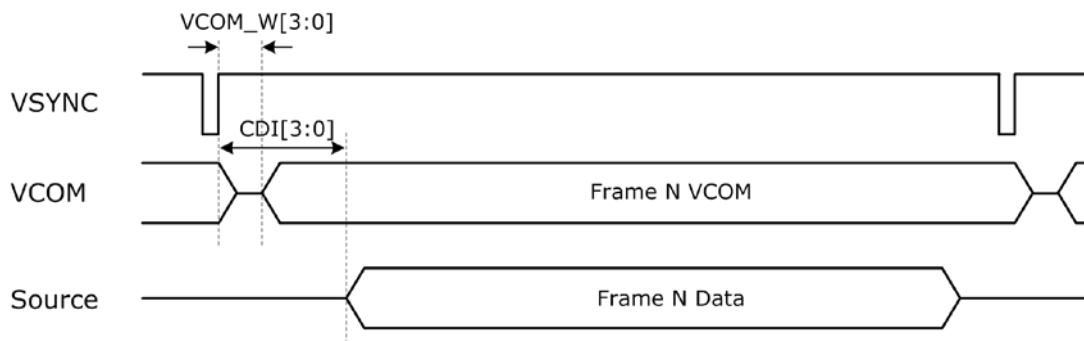 VCOM_W[3:0]
VSYNC
CDI[3:0]
VCOM
Frame N VCOM
Source
Frame N Data